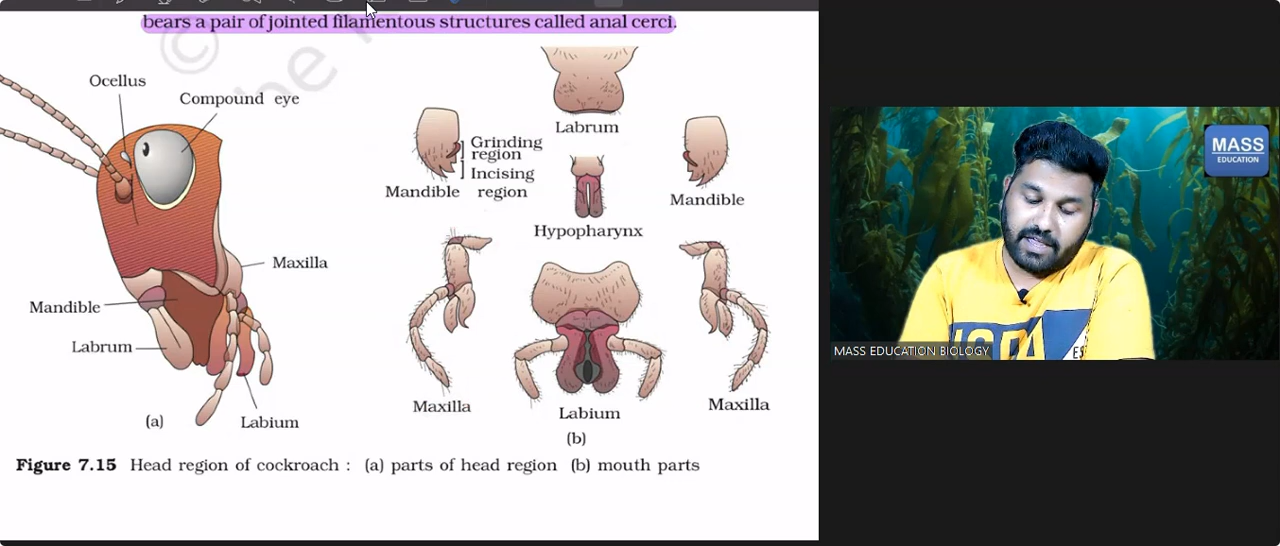 bears a pair of jointed filamentous structures called anal cerci.
©
be
Ocellus
Compound eye
Maxilla
Mandible
Labrum
Labium
(a)
Labrum
Grinding
region
Incising
region
Mandible
Mandible
Hypopharynx
Maxilla
Labium
Maxilla
(b)
Figure 7.15 Head region of cockroach : (a) parts of head region (b) mouth parts
MASS
EDUCATION
MASS EDUCATION BIOLOGY